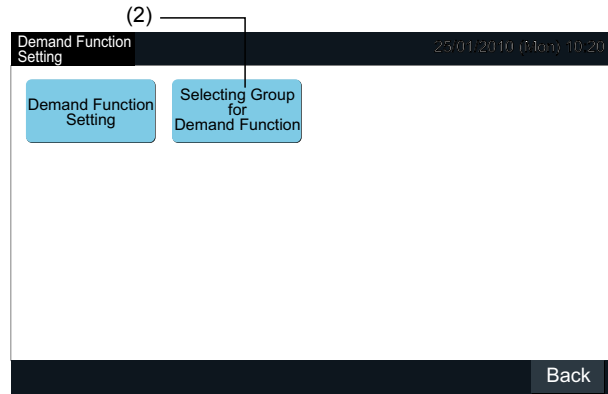 (2)
Demand Function
Setting
25/01/2010 (Mon) 10:20
Demand Function
Setting
Selecting Group
for
Demand Function
Back